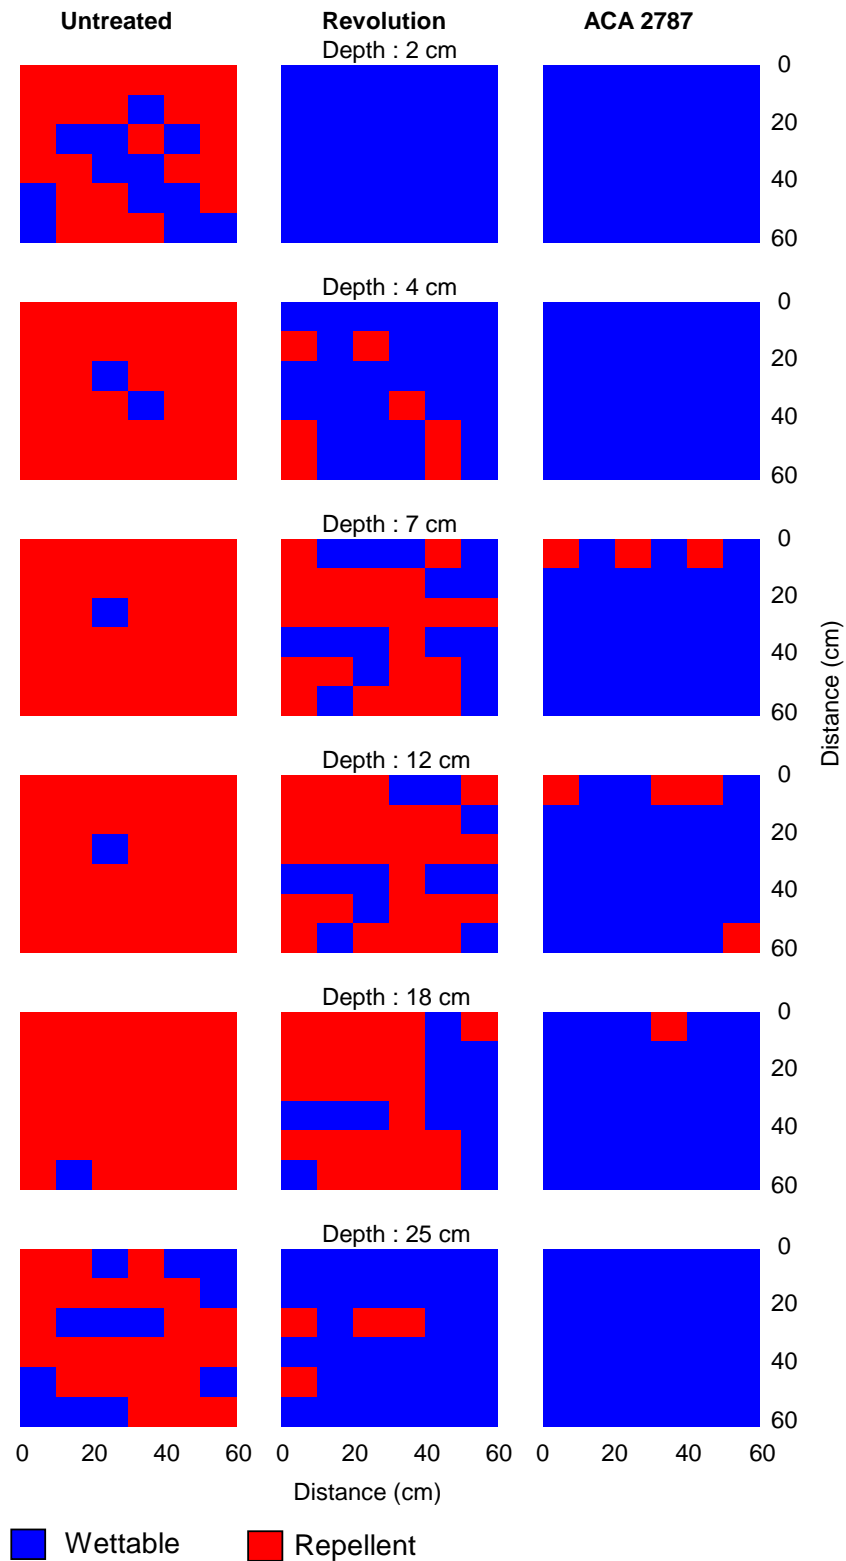 Untreated Revolution ACA 2787
Depth : 2 cm
0
20
40
60
Depth : 4 cm
0
20
40
60
Depth : 7 cm
0
20
40
60
Depth : 12 cm
0
20
40
60
Depth : 18 cm
0
20
40
60
Depth : 25 cm
0
20
40
60
Distance (cm)
0 20 40 60 0 20 40 60 0 20 40 60
Distance (cm)
Wettable Repellent